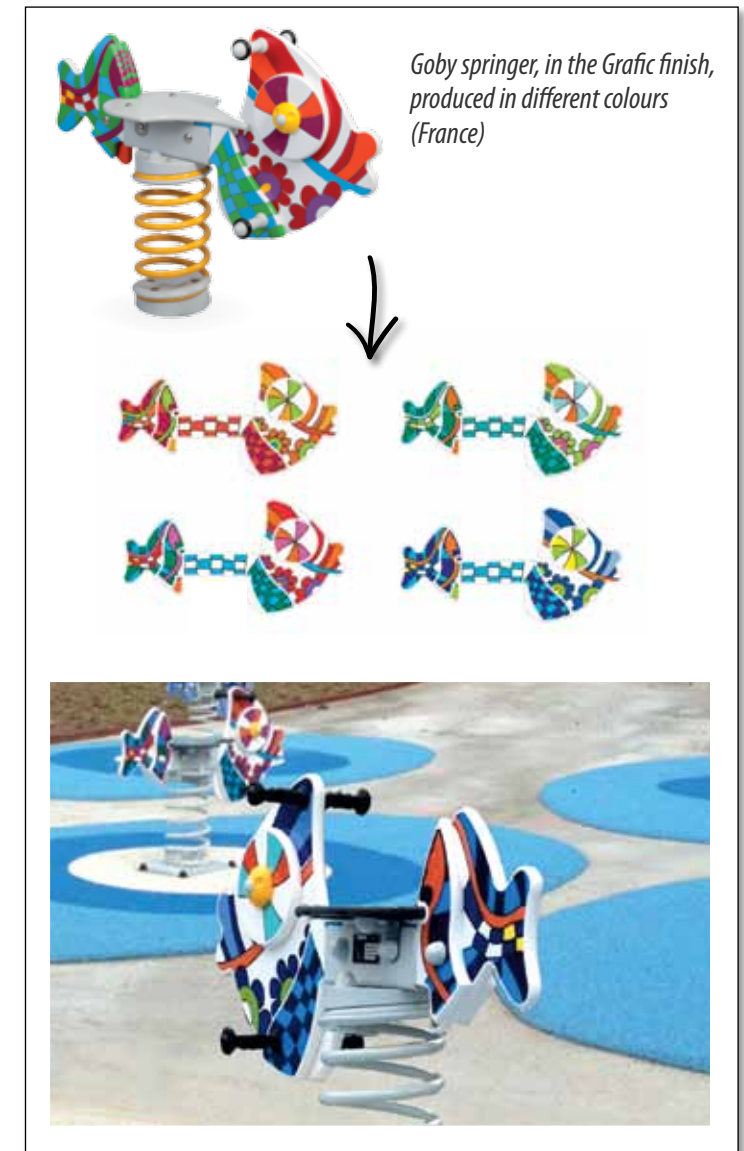 Goby springer, in the Grafic finish,
produced in different colours
(France)